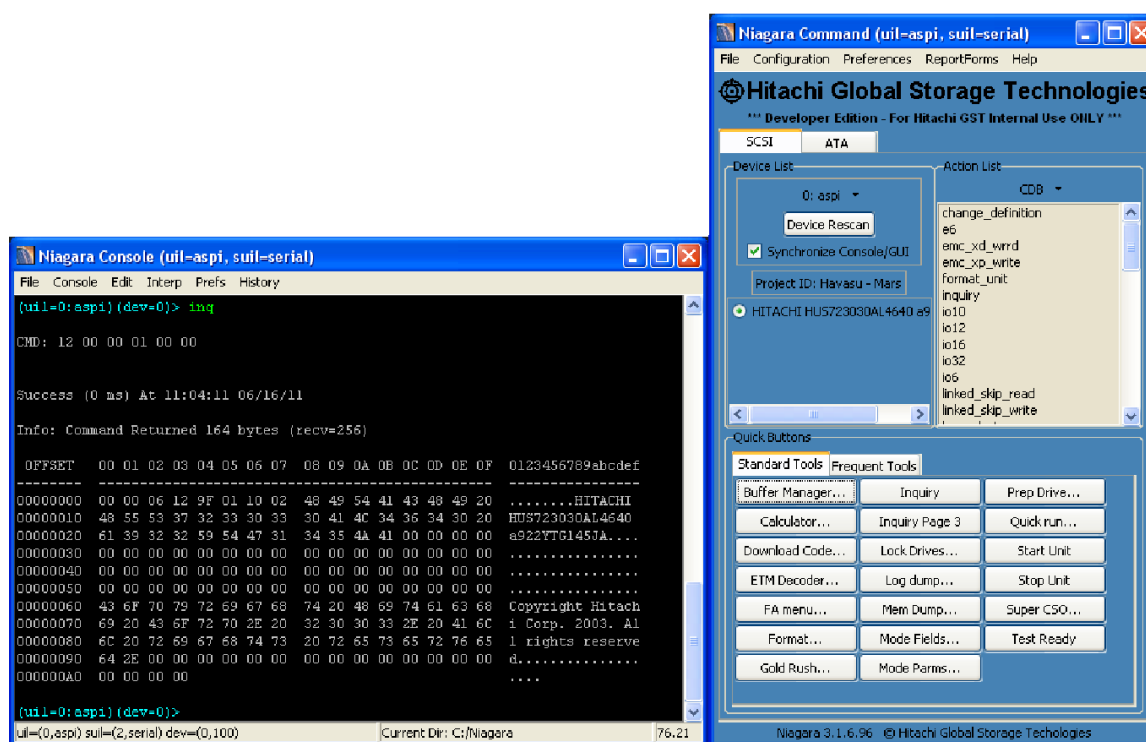 Niagara Console (uil=aspi, suil=serial)
File Console Edit Interp Prefs History
(uil=0:aspi)(dev=0)> inq
CMD: 12 00 00 01 00 00
Success (0 ms) At 11:04:11 06/16/11
Info: Command Returned 164 bytes (recv=256)
OFFSET 00 01 02 03 04 05 06 07 08 09 0A 0B 0C 0D 0E 0F 0123456789abcdef
-------- ----------------------- ----------------------- ----------------
00000000 00 00 06 12 9F 01 10 02 48 49 54 41 43 48 49 20 ........HITACHI
00000010 48 55 53 37 32 33 30 33 30 41 4C 34 36 34 30 20 HUS723030AL4640
00000020 61 39 32 32 59 54 47 31 34 35 4A 41 00 00 00 00 a922YTG145JA....
00000030 00 00 00 00 00 00 00 00 00 00 00 00 00 00 00 00 ................
00000040 00 00 00 00 00 00 00 00 00 00 00 00 00 00 00 00 ................
00000050 00 00 00 00 00 00 00 00 00 00 00 00 00 00 00 00 ................
00000060 43 6F 70 79 72 69 67 68 74 20 48 69 74 61 63 68 Copyright Hitach
00000070 69 20 43 6F 72 70 2E 20 32 30 30 33 2E 20 41 6C i Corp. 2003. Al
00000080 6C 20 72 69 67 68 74 73 20 72 65 73 65 72 76 65 l rights reserve
00000090 64 2E 00 00 00 00 00 00 00 00 00 00 00 00 00 00 d...............
000000A0 00 00 00 00 ....
(uil=0:aspi)(dev=0)>
uil=(0,aspi) suil=(2,serial) dev=(0,100) Current Dir: C:/Niagara 76.21
Niagara Command (uil=aspi, suil=serial)
File Configuration Preferences ReportForms Help
Hitachi Global Storage Technologies
*** Developer Edition - For Hitachi GST Internal Use ONLY ***
SCSI ATA
Device List
0: aspi
Device Rescan
Synchronize Console/GUI
Project ID: Havasu - Mars
HITACHI HUS723030AL4640 a9
Action List
CDB
change_definition
e6
emc_xd_wrrd
emc_xp_write
format_unit
inquiry
io10
io12
io16
io32
io6
linked_skip_read
linked_skip_write
Quick Buttons
Standard Tools Frequent Tools
Buffer Manager... Inquiry Prep Drive...
Calculator... Inquiry Page 3 Quick run...
Download Code... Lock Drives... Start Unit
ETM Decoder... Log dump... Stop Unit
FA menu... Mem Dump... Super CSO...
Format... Mode Fields... Test Ready
Gold Rush... Mode Parms...
Niagara 3.1.6.96 © Hitachi Global Storage Techologies